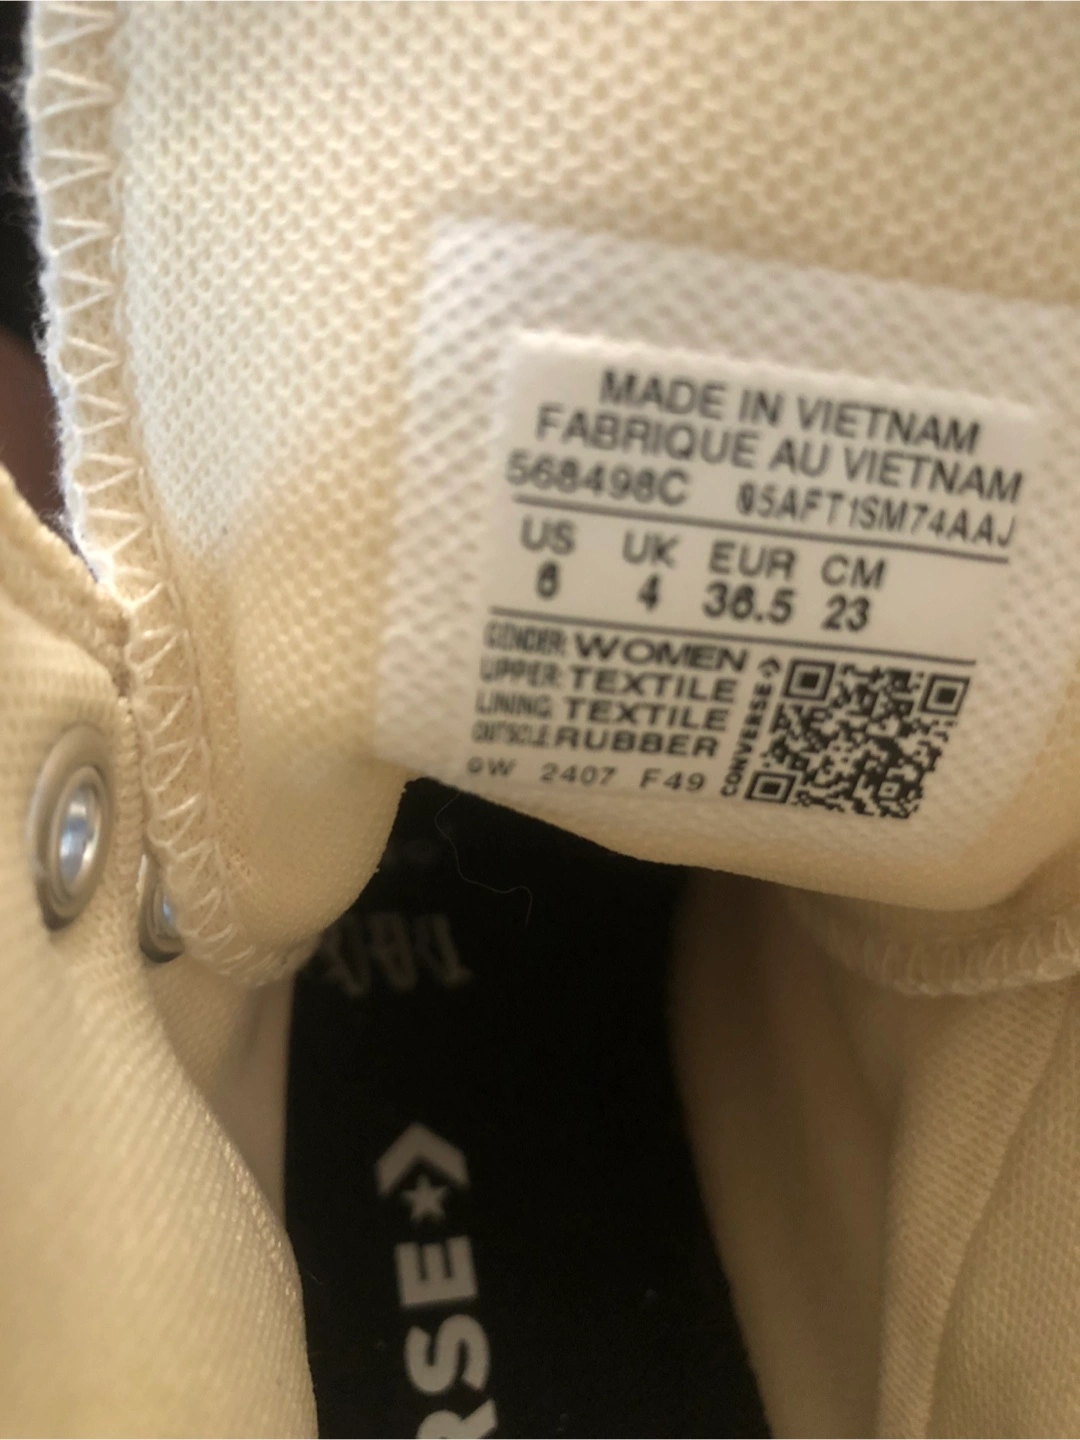 MADE IN VIETNAM
FABRIQUE AU VIETNAM
568498C 05AFT1SM74AAJ
US UK EUR CM
6 4 36.5 23
GENDER: WOMEN
UPPER: TEXTILE
LINING: TEXTILE
OUTSOLE: RUBBER
2407 F49
CONVERSE
RSE